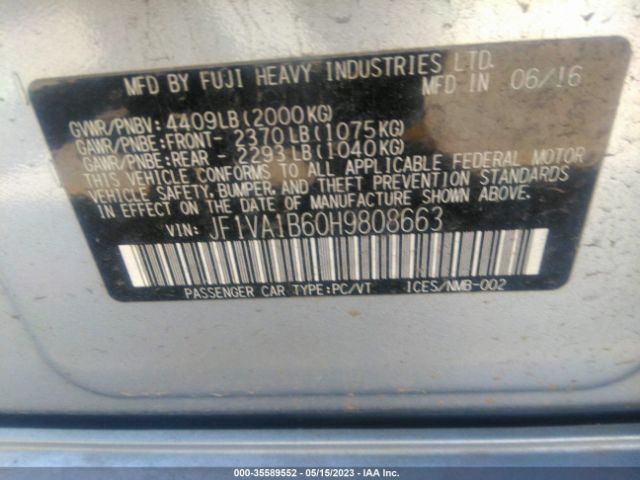 MFD BY FUJI HEAVY INDUSTRIES LTD.
MFD IN 06/16
GVWR/PNBV: 4409LB(2000KG)
GAWR/PNBE:FRONT- 2370LB(1075KG)
GAWR/PNBE:REAR - 2293LB(1040KG)
THIS VEHICLE CONFORMS TO ALL APPLICABLE FEDERAL MOTOR
VEHICLE SAFETY, BUMPER, AND THEFT PREVENTION STANDARDS
IN EFFECT ON THE DATE OF MANUFACTURE SHOWN ABOVE.
VIN: JF1VA1B60H9808663
PASSENGER CAR TYPE:PC/VT ICES/NMB-002
000-35589552 - 05/15/2023 - IAA Inc.